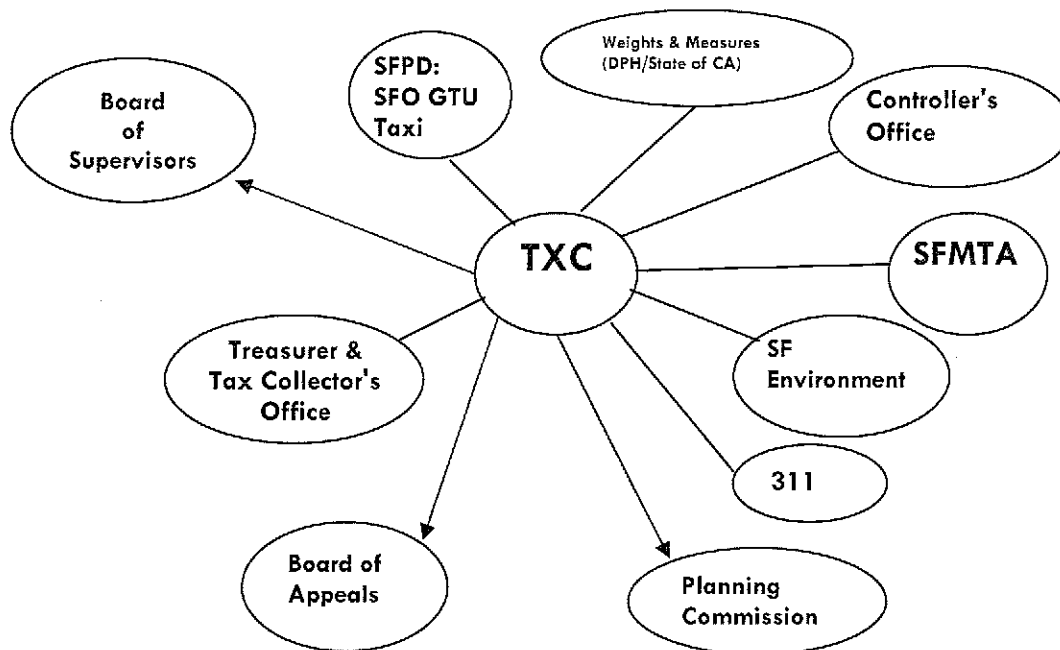 Weights & Measures
(DPH/State of CA)
SFPD:
SFO GTU
Taxi
Board
of
Supervisors
Controller's
Office
TXC
SFMTA
Treasurer &
Tax Collector's
Office
SF
Environment
311
Board of
Appeals
Planning
Commission